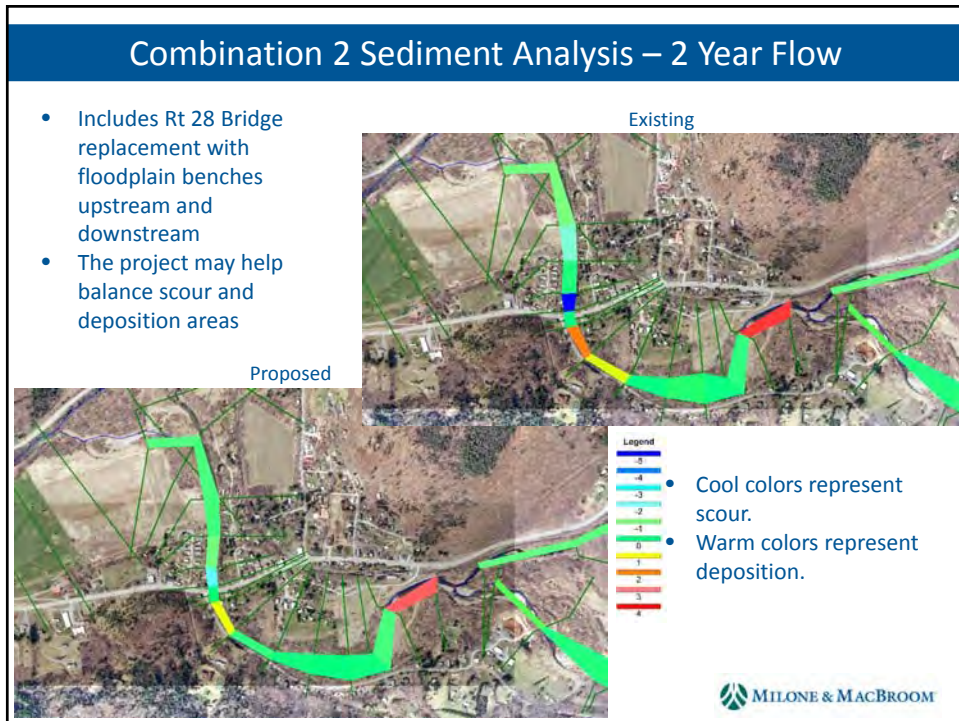 Combination 2 Sediment Analysis – 2 Year Flow
• Includes Rt 28 Bridge
replacement with
floodplain benches
upstream and
downstream
• The project may help
balance scour and
deposition areas
Existing
Proposed
Legend
-5
-4
-3
-2
-1
0
1
2
3
4
• Cool colors represent
scour.
• Warm colors represent
deposition.
MILONE & MACBROOM